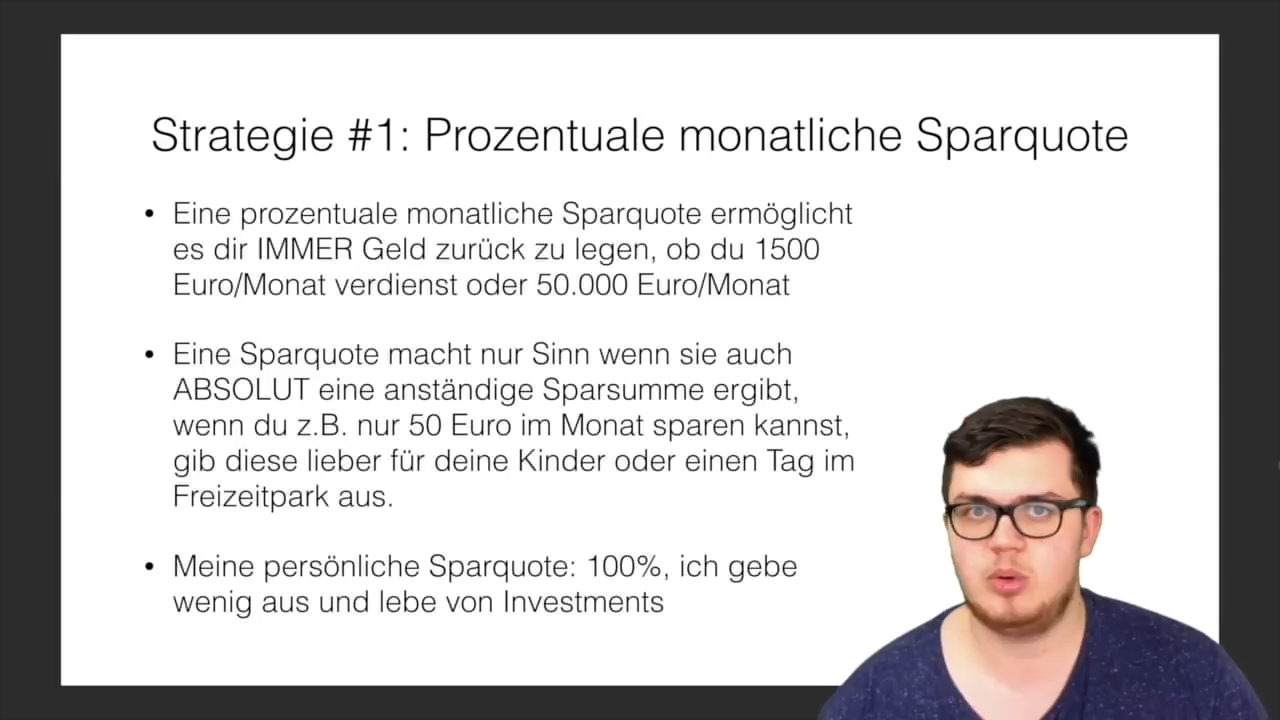 Strategie #1: Prozentuale monatliche Sparquote
• Eine prozentuale monatliche Sparquote ermöglicht
es dir IMMER Geld zurück zu legen, ob du 1500
Euro/Monat verdienst oder 50.000 Euro/Monat
• Eine Sparquote macht nur Sinn wenn sie auch
ABSOLUT eine anständige Sparsumme ergibt,
wenn du z.B. nur 50 Euro im Monat sparen kannst,
gib diese lieber für deine Kinder oder einen Tag im
Freizeitpark aus.
• Meine persönliche Sparquote: 100%, ich gebe
wenig aus und lebe von Investments